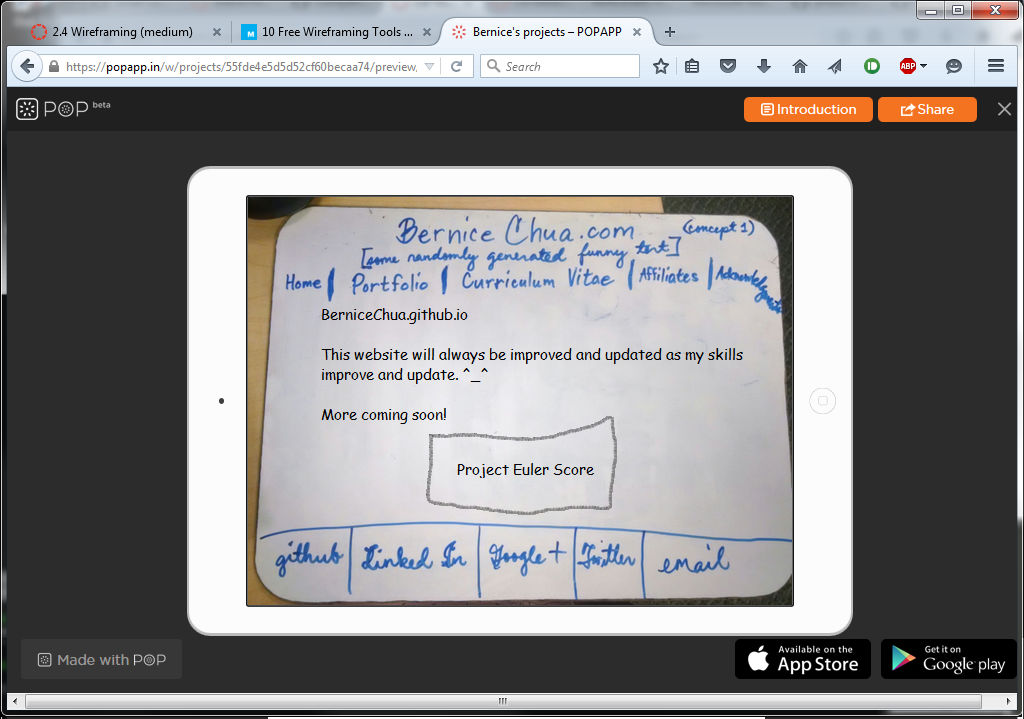 2.4 Wireframing (medium)
10 Free Wireframing Tools ...
Bernice's projects – POPAPP
https://popapp.in/w/projects/55fde4e5d5d52cf60becaa74/preview,
Search
ABP
POP beta
Introduction
Share
Bernice Chua.com
(concept 1)
[some randomly generated funny text]
Home | Portfolio | Curriculum Vitae | Affiliates | Acknowledgments
BerniceChua.github.io
This website will always be improved and updated as my skills
improve and update. ^_^
More coming soon!
Project Euler Score
github Linked In Google+ Twitter email
Made with POP
Available on the
App Store
Get it on
Google play